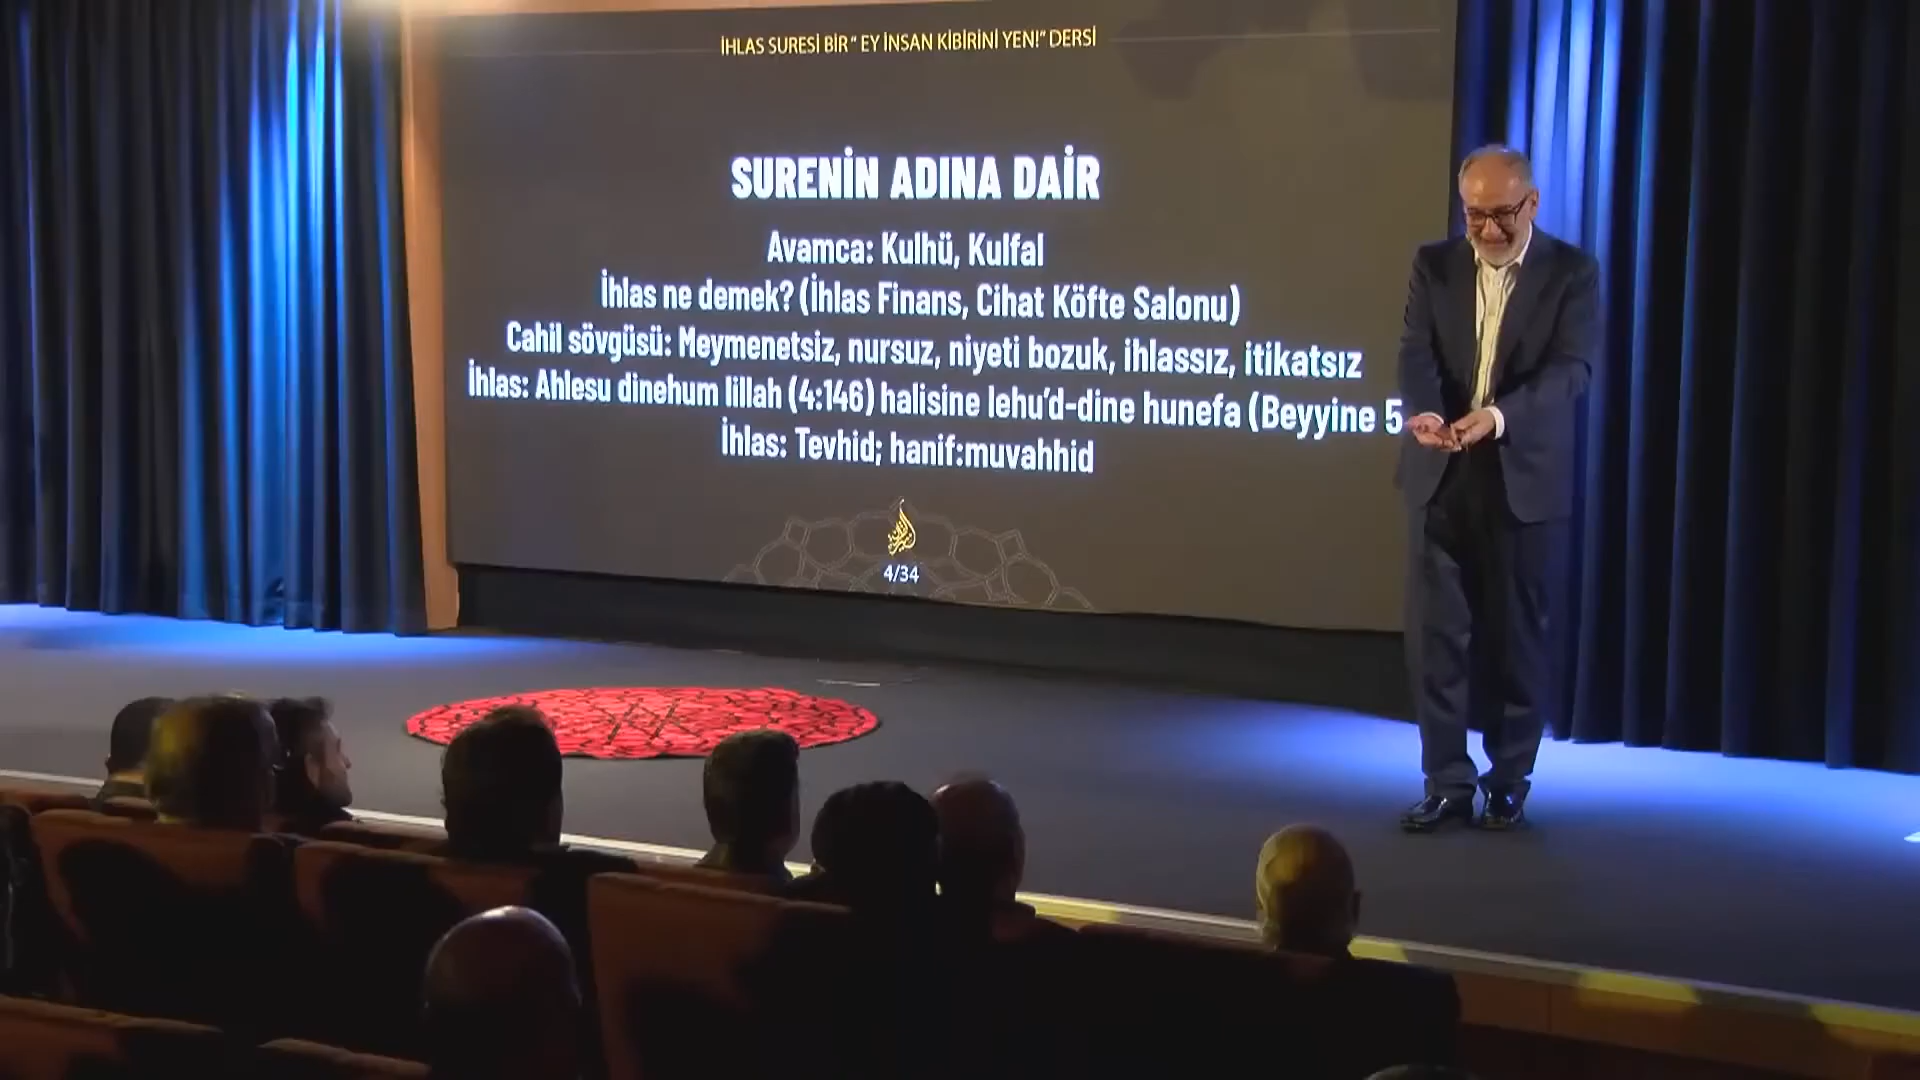 İHLAS SURESİ BİR “ EY İNSAN KİBİRİNİ YEN!” DERSİ
SURENİN ADINA DAİR
Avamca: Kulhü, Kulfal
İhlas ne demek? (İhlas Finans, Cihat Köfte Salonu)
Cahil sövgüsü: Meymenetsiz, nursuz, niyeti bozuk, ihlassız, itikatsız
İhlas: Ahlesu dinehum lillah (4:146) halisine lehu’d-dine hunefa (Beyyine 5
İhlas: Tevhid; hanif:muvahhid
4/34